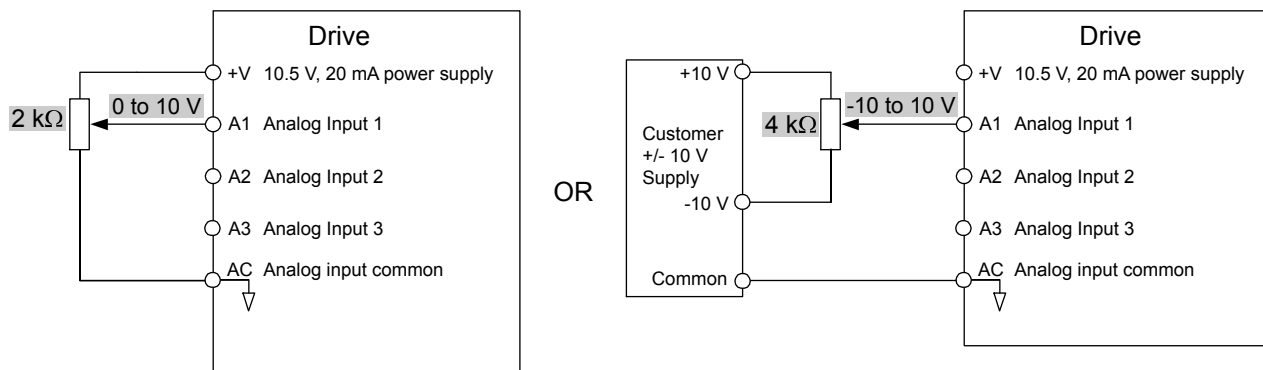 Drive
+V 10.5 V, 20 mA power supply
2 kΩ
0 to 10 V
A1 Analog Input 1
A2 Analog Input 2
A3 Analog Input 3
AC Analog input common
OR
+10 V
Customer
+/- 10 V
Supply
-10 V
Common
4 kΩ
-10 to 10 V
Drive
+V 10.5 V, 20 mA power supply
A1 Analog Input 1
A2 Analog Input 2
A3 Analog Input 3
AC Analog input common